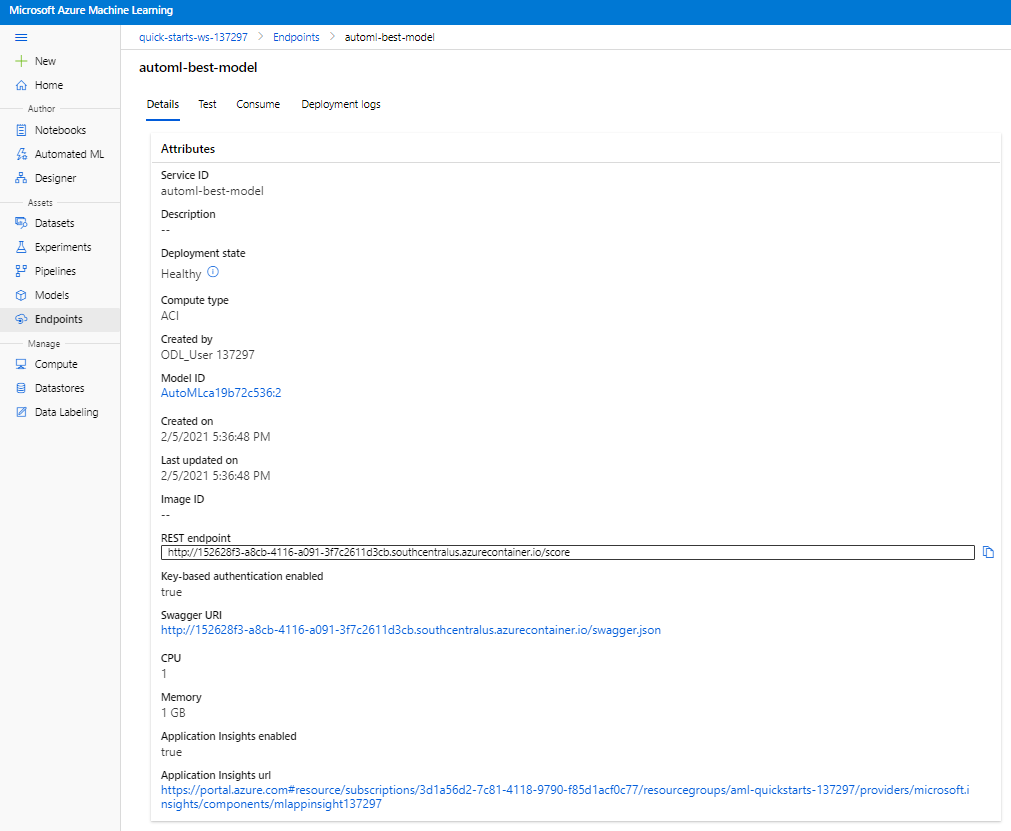 Microsoft Azure Machine Learning
quick-starts-ws-137297 > Endpoints > automl-best-model
New
Home
Author
Notebooks
Automated ML
Designer
Assets
Datasets
Experiments
Pipelines
Models
Endpoints
Manage
Compute
Datastores
Data Labeling
automl-best-model
Details Test Consume Deployment logs
Attributes
Service ID
automl-best-model
Description
--
Deployment state
Healthy
Compute type
ACI
Created by
ODL_User 137297
Model ID
AutoMLca19b72c536:2
Created on
2/5/2021 5:36:48 PM
Last updated on
2/5/2021 5:36:48 PM
Image ID
--
REST endpoint
http://152628f3-a8cb-4116-a091-3f7c2611d3cb.southcentralus.azurecontainer.io/score
Key-based authentication enabled
true
Swagger URI
http://152628f3-a8cb-4116-a091-3f7c2611d3cb.southcentralus.azurecontainer.io/swagger.json
CPU
1
Memory
1 GB
Application Insights enabled
true
Application Insights url
https://portal.azure.com#resource/subscriptions/3d1a56d2-7c81-4118-9790-f85d1acf0c77/resourcegroups/aml-quickstarts-137297/providers/microsoft.i
nsights/components/mlappinsight137297